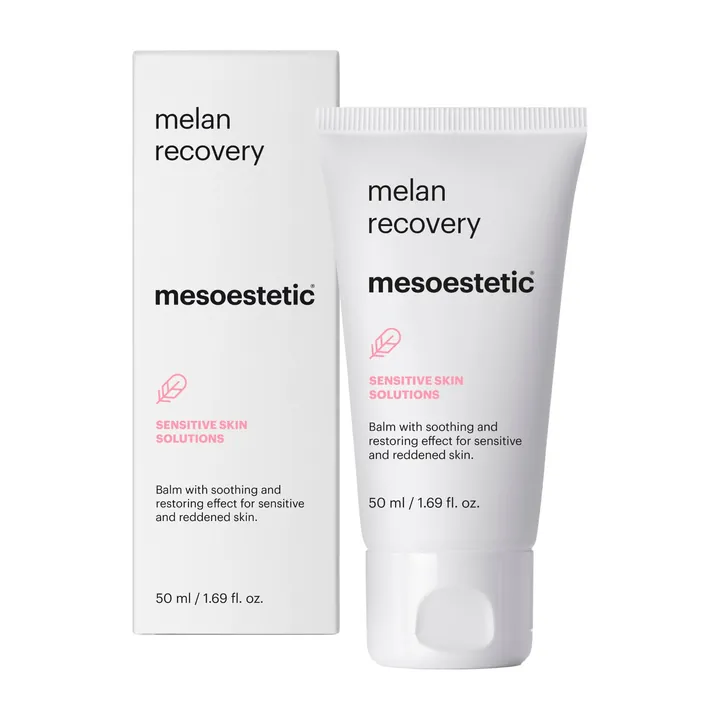 melan
recovery
mesoestetic®
SENSITIVE SKIN
SOLUTIONS
Balm with soothing and
restoring effect for sensitive
and reddened skin.
50 ml / 1.69 fl. oz.
melan
recovery
mesoestetic®
SENSITIVE SKIN
SOLUTIONS
Balm with soothing and
restoring effect for sensitive
and reddened skin.
50 ml / 1.69 fl. oz.